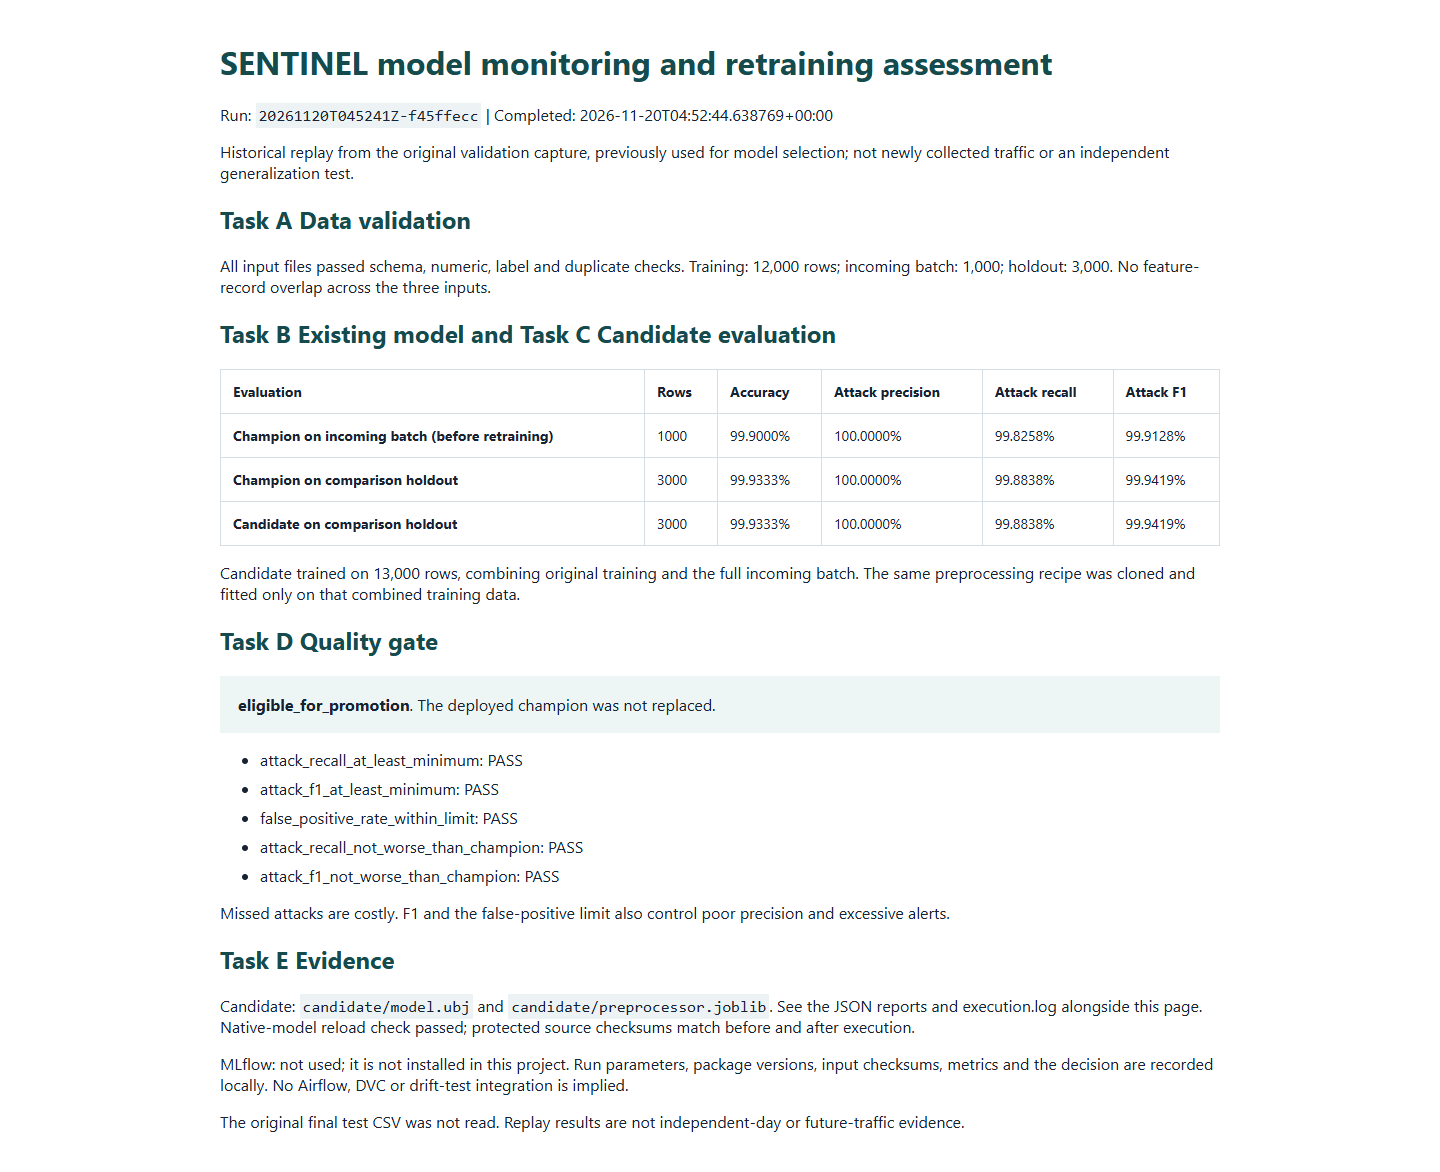 SENTINEL model monitoring and retraining assessment
Run: 20261120T045241Z-f45ffecc | Completed: 2026-11-20T04:52:44.638769+00:00
Historical replay from the original validation capture, previously used for model selection; not newly collected traffic or an independent
generalization test.
Task A Data validation
All input files passed schema, numeric, label and duplicate checks. Training: 12,000 rows; incoming batch: 1,000; holdout: 3,000. No feature-
record overlap across the three inputs.
Task B Existing model and Task C Candidate evaluation
Evaluation Rows Accuracy Attack precision Attack recall Attack F1
Champion on incoming batch (before retraining) 1000 99.9000% 100.0000% 99.8258% 99.9128%
Champion on comparison holdout 3000 99.9333% 100.0000% 99.8838% 99.9419%
Candidate on comparison holdout 3000 99.9333% 100.0000% 99.8838% 99.9419%
Candidate trained on 13,000 rows, combining original training and the full incoming batch. The same preprocessing recipe was cloned and
fitted only on that combined training data.
Task D Quality gate
eligible_for_promotion. The deployed champion was not replaced.
• attack_recall_at_least_minimum: PASS
• attack_f1_at_least_minimum: PASS
• false_positive_rate_within_limit: PASS
• attack_recall_not_worse_than_champion: PASS
• attack_f1_not_worse_than_champion: PASS
Missed attacks are costly. F1 and the false-positive limit also control poor precision and excessive alerts.
Task E Evidence
Candidate: candidate/model.ubj and candidate/preprocessor.joblib. See the JSON reports and execution.log alongside this page.
Native-model reload check passed; protected source checksums match before and after execution.
MLflow: not used; it is not installed in this project. Run parameters, package versions, input checksums, metrics and the decision are recorded
locally. No Airflow, DVC or drift-test integration is implied.
The original final test CSV was not read. Replay results are not independent-day or future-traffic evidence.